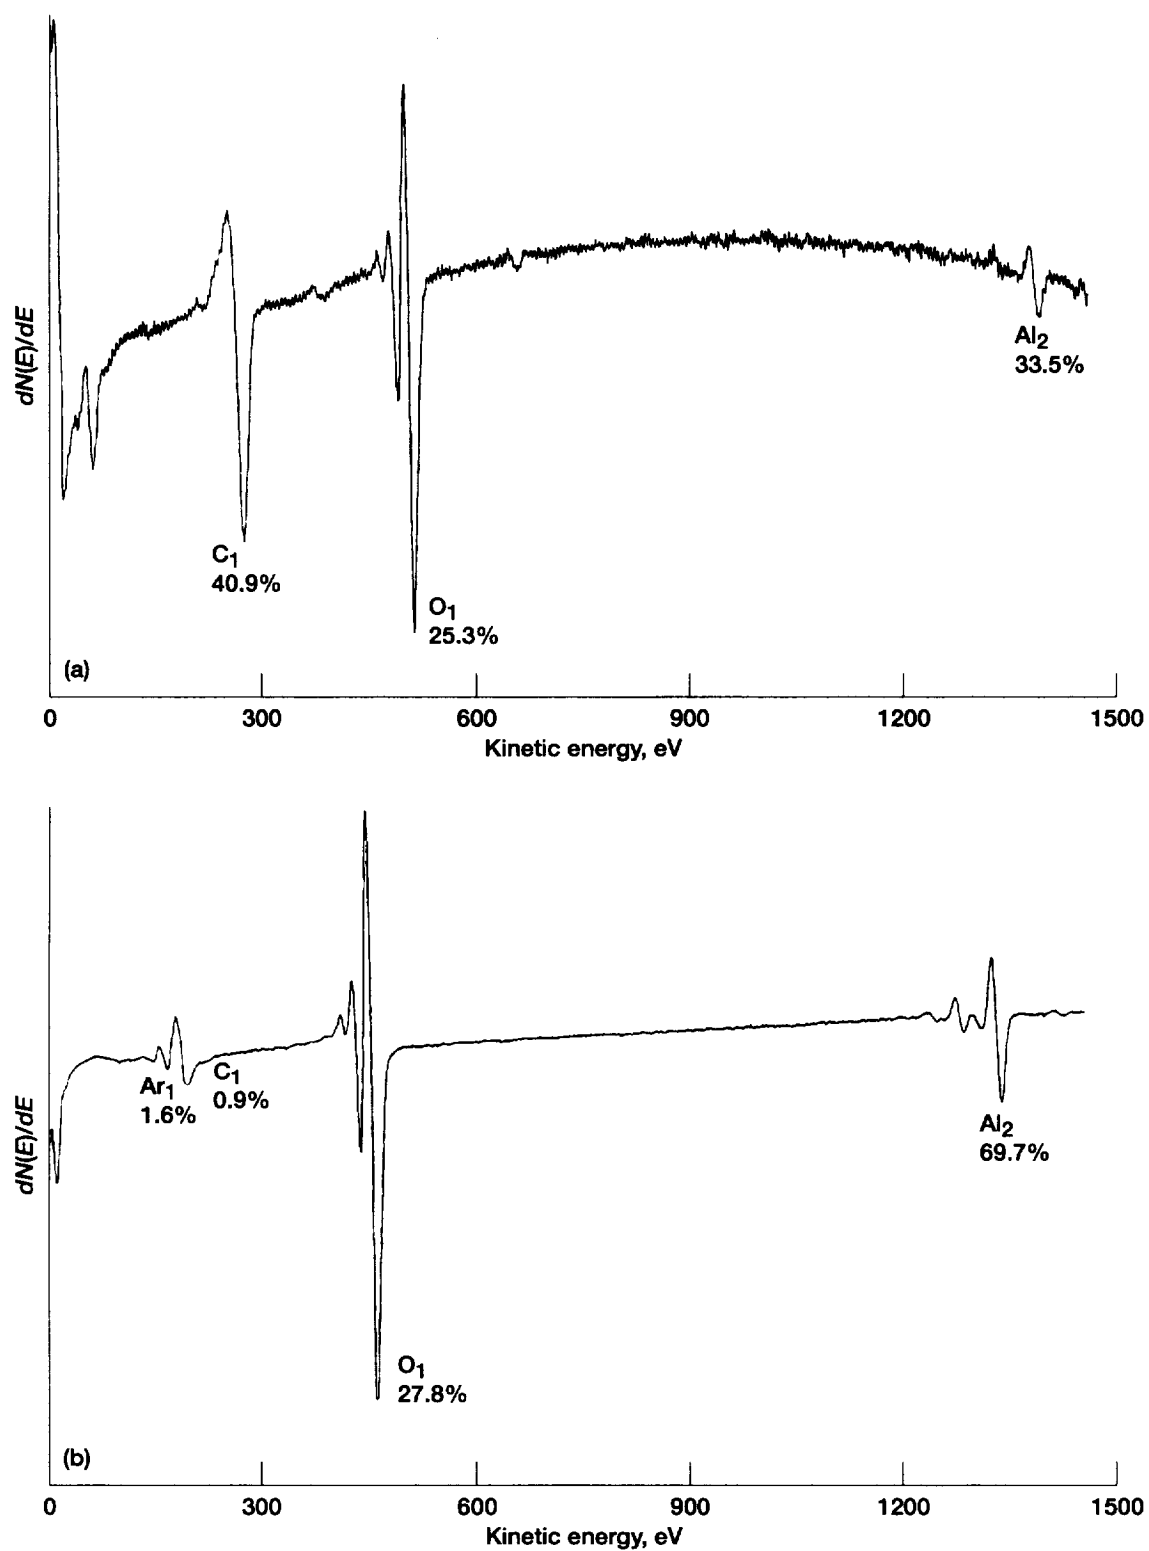 dN(E)/dE
Al2
33.5%
C1
40.9%
O1
25.3%
(a)
0 300 600 900 1200 1500
Kinetic energy, eV
dN(E)/dE
Ar1
1.6%
C1
0.9%
Al2
69.7%
O1
27.8%
(b)
0 300 600 900 1200 1500
Kinetic energy, eV